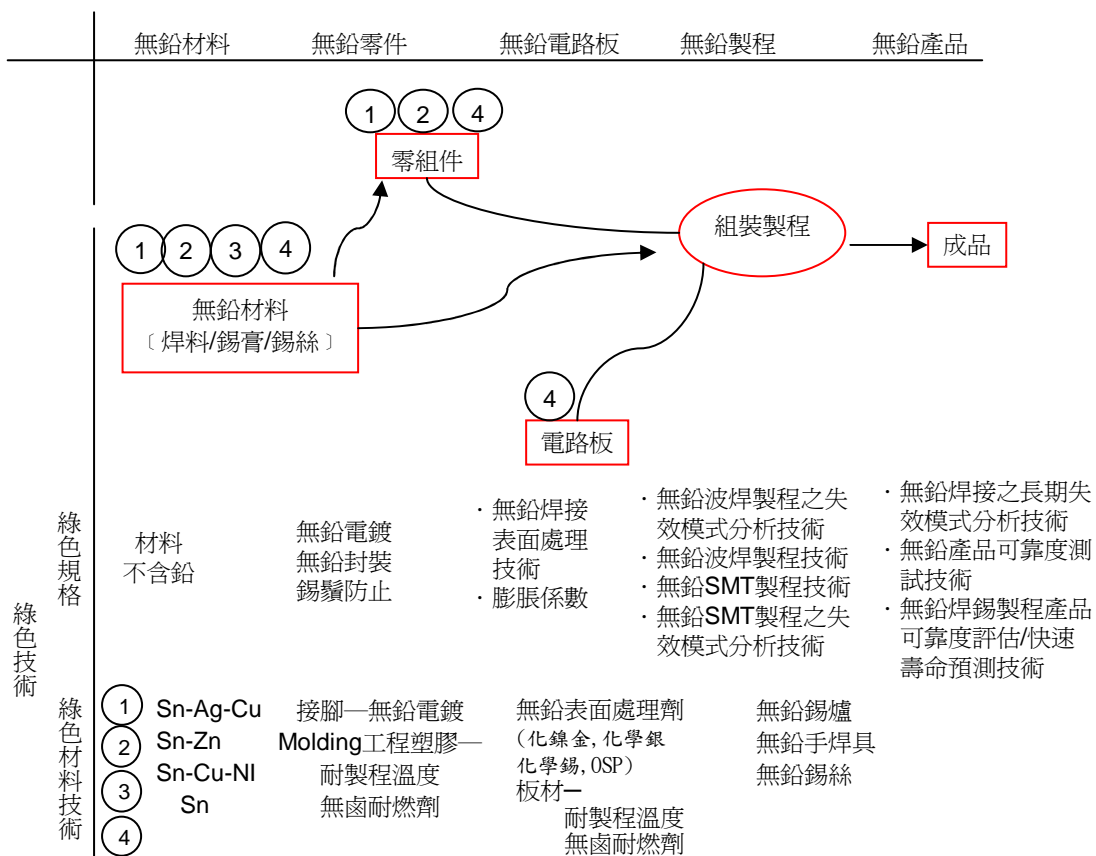 無鉛材料 無鉛零件 無鉛電路板 無鉛製程 無鉛產品
1 2 4
零組件
1 2 3 4
無鉛材料
﹝焊料/錫膏/錫絲﹞
組裝製程
成品
4
電路板
綠色技術
綠色規格
材料
不含鉛
無鉛電鍍
無鉛封裝
錫鬚防止
·無鉛焊接
表面處理
技術
·膨脹係數
·無鉛波焊製程之失
效模式分析技術
·無鉛波焊製程技術
·無鉛SMT製程技術
·無鉛SMT製程之失
效模式分析技術
·無鉛焊接之長期失
效模式分析技術
·無鉛產品可靠度測
試技術
·無鉛焊錫製程產品
可靠度評估/快速
壽命預測技術
綠色材料技術
1 Sn-Ag-Cu
2 Sn-Zn
3 Sn-Cu-NI
4 Sn
接腳—無鉛電鍍
Molding工程塑膠—
耐製程溫度
無鹵耐燃劑
無鉛表面處理劑
(化鎳金,化學銀
化學錫,OSP)
板材—
耐製程溫度
無鹵耐燃劑
無鉛錫爐
無鉛手焊具
無鉛錫絲